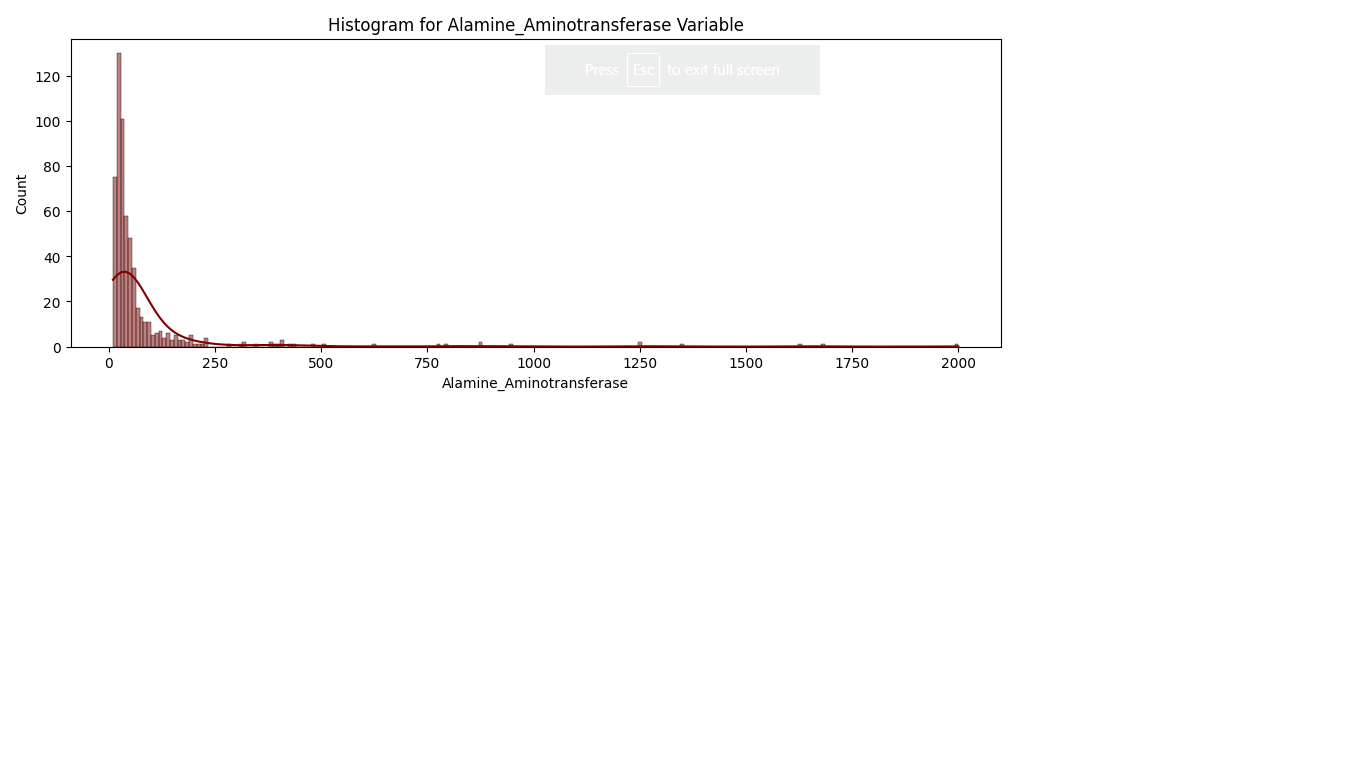 Histogram for Alamine_Aminotransferase Variable
Press Esc to exit full screen
120
100
80
60
40
20
0
Count
0 250 500 750 1000 1250 1500 1750 2000
Alamine_Aminotransferase